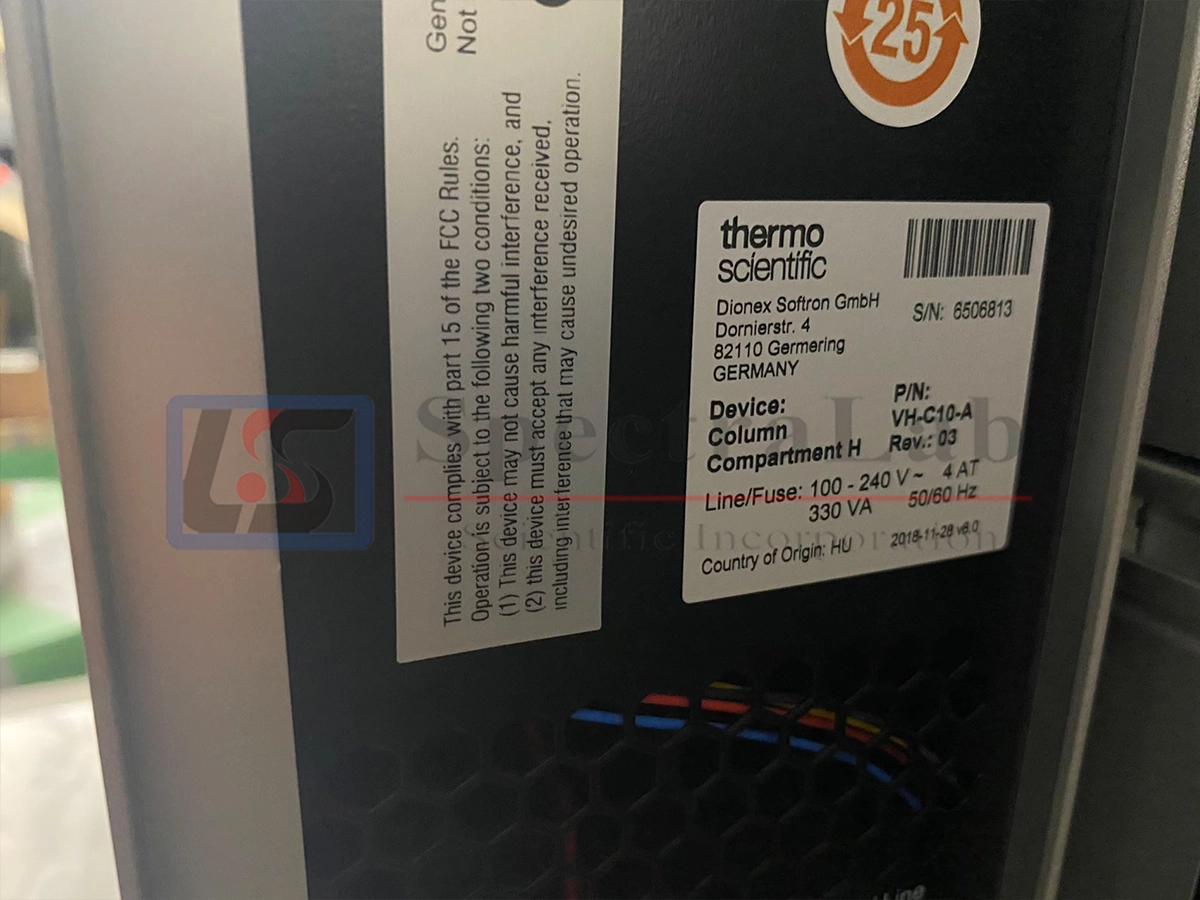 Gen
Not
This device complies with part 15 of the FCC Rules.
Operation is subject to the following two conditions:
(1) This device may not cause harmful interference, and
(2) this device must accept any interference received,
including interference that may cause undesired operation.
25
thermo
scientific
Dionex Softron GmbH
Dornierstr. 4
82110 Germering
GERMANY
S/N: 6506813
Device:
Column
Compartment H
P/N:
VH-C10-A
Rev.: 03
Line/Fuse: 100 - 240 V ~ 4 AT
330 VA 50/60 Hz
Country of Origin: HU 2018-11-28 v6.0
LS
SpectraLab
Scientific Incorporation
Line